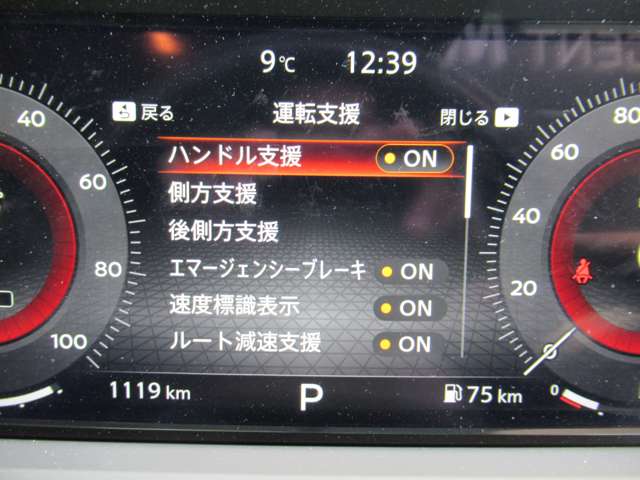 9℃ 12:39
戻る 運転支援 閉じる
ハンドル支援 ON
側方支援
後側方支援
エマージェンシーブレーキ ON
速度標識表示 ON
ルート減速支援 ON
40
60
80
100
80
60
40
20
0
1119 km P 75 km 0